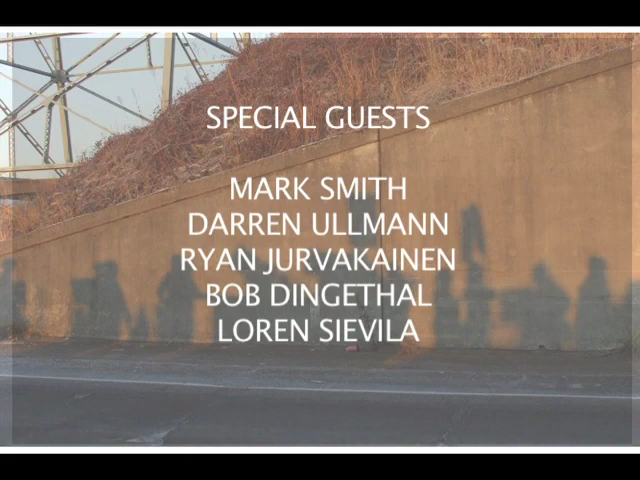 SPECIAL GUESTS
MARK SMITH
DARREN ULLMANN
RYAN JURVAKAINEN
BOB DINGETHAL
LOREN SIEVILA